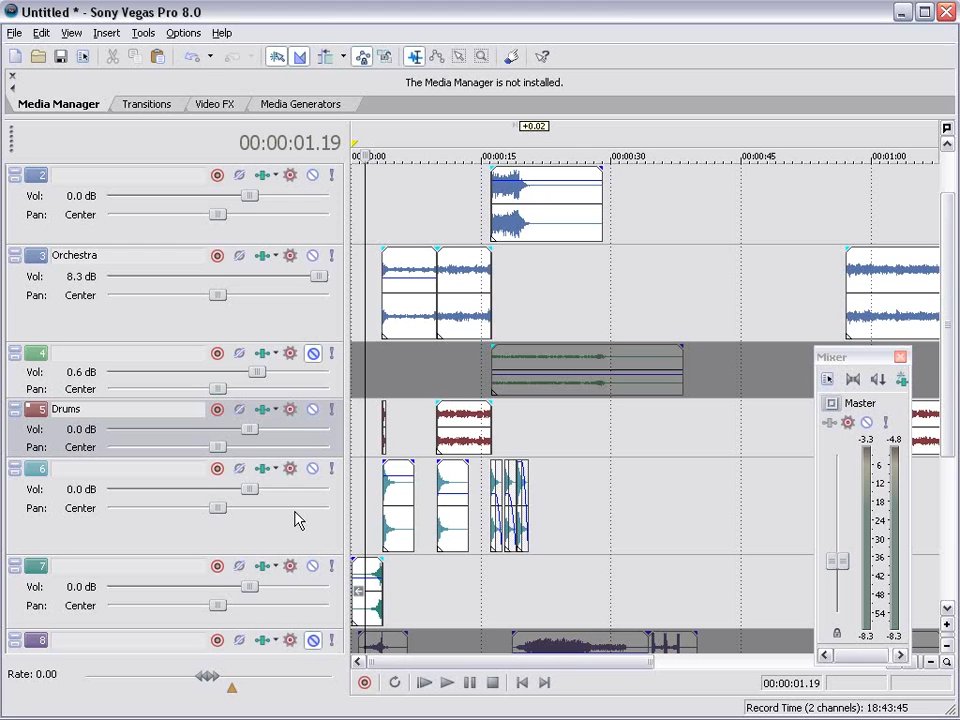 Untitled * - Sony Vegas Pro 8.0
File Edit View Insert Tools Options Help
The Media Manager is not installed.
Media Manager Transitions Video FX Media Generators
00:00:01.19
+0.02
00:00:15 00:00:30 00:00:45 00:01:00
2
Vol: 0.0 dB
Pan: Center
3 Orchestra
Vol: 8.3 dB
Pan: Center
4
Vol: 0.6 dB
Pan: Center
5 Drums
Vol: 0.0 dB
Pan: Center
6
Vol: 0.0 dB
Pan: Center
7
Vol: 0.0 dB
Pan: Center
8
Mixer
Master
-3.3 -4.8
6
12
18
24
30
36
42
48
54
-8.3 -8.3
Rate: 0.00
00:00:01.19
Record Time (2 channels): 18:43:45